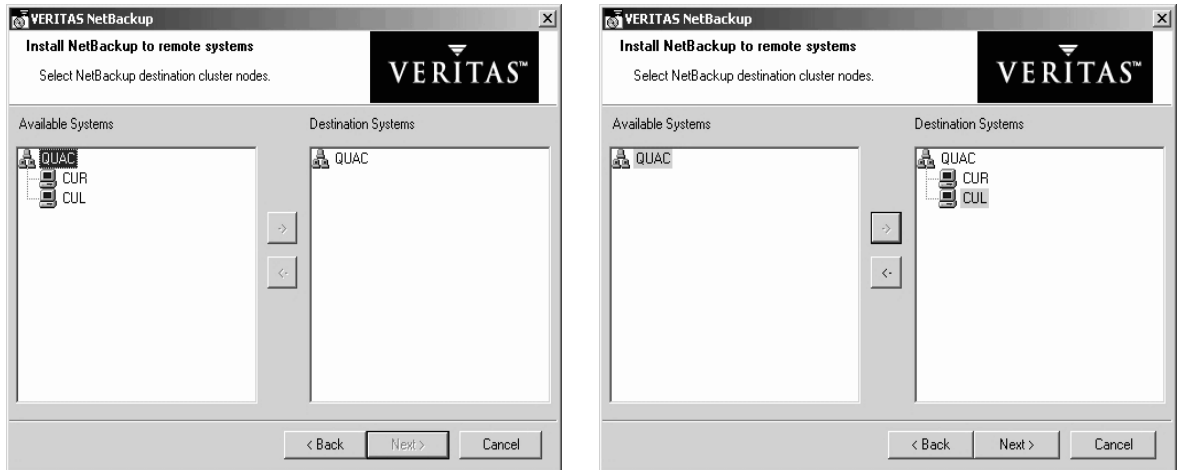 VERITAS NetBackup
Install NetBackup to remote systems
Select NetBackup destination cluster nodes.
VERITAS™
Available Systems
Destination Systems
QUAC
CUR
CUL
QUAC
->
<-
< Back
Next >
Cancel
VERITAS NetBackup
Install NetBackup to remote systems
Select NetBackup destination cluster nodes.
VERITAS™
Available Systems
Destination Systems
QUAC
QUAC
CUR
CUL
->
<-
< Back
Next >
Cancel